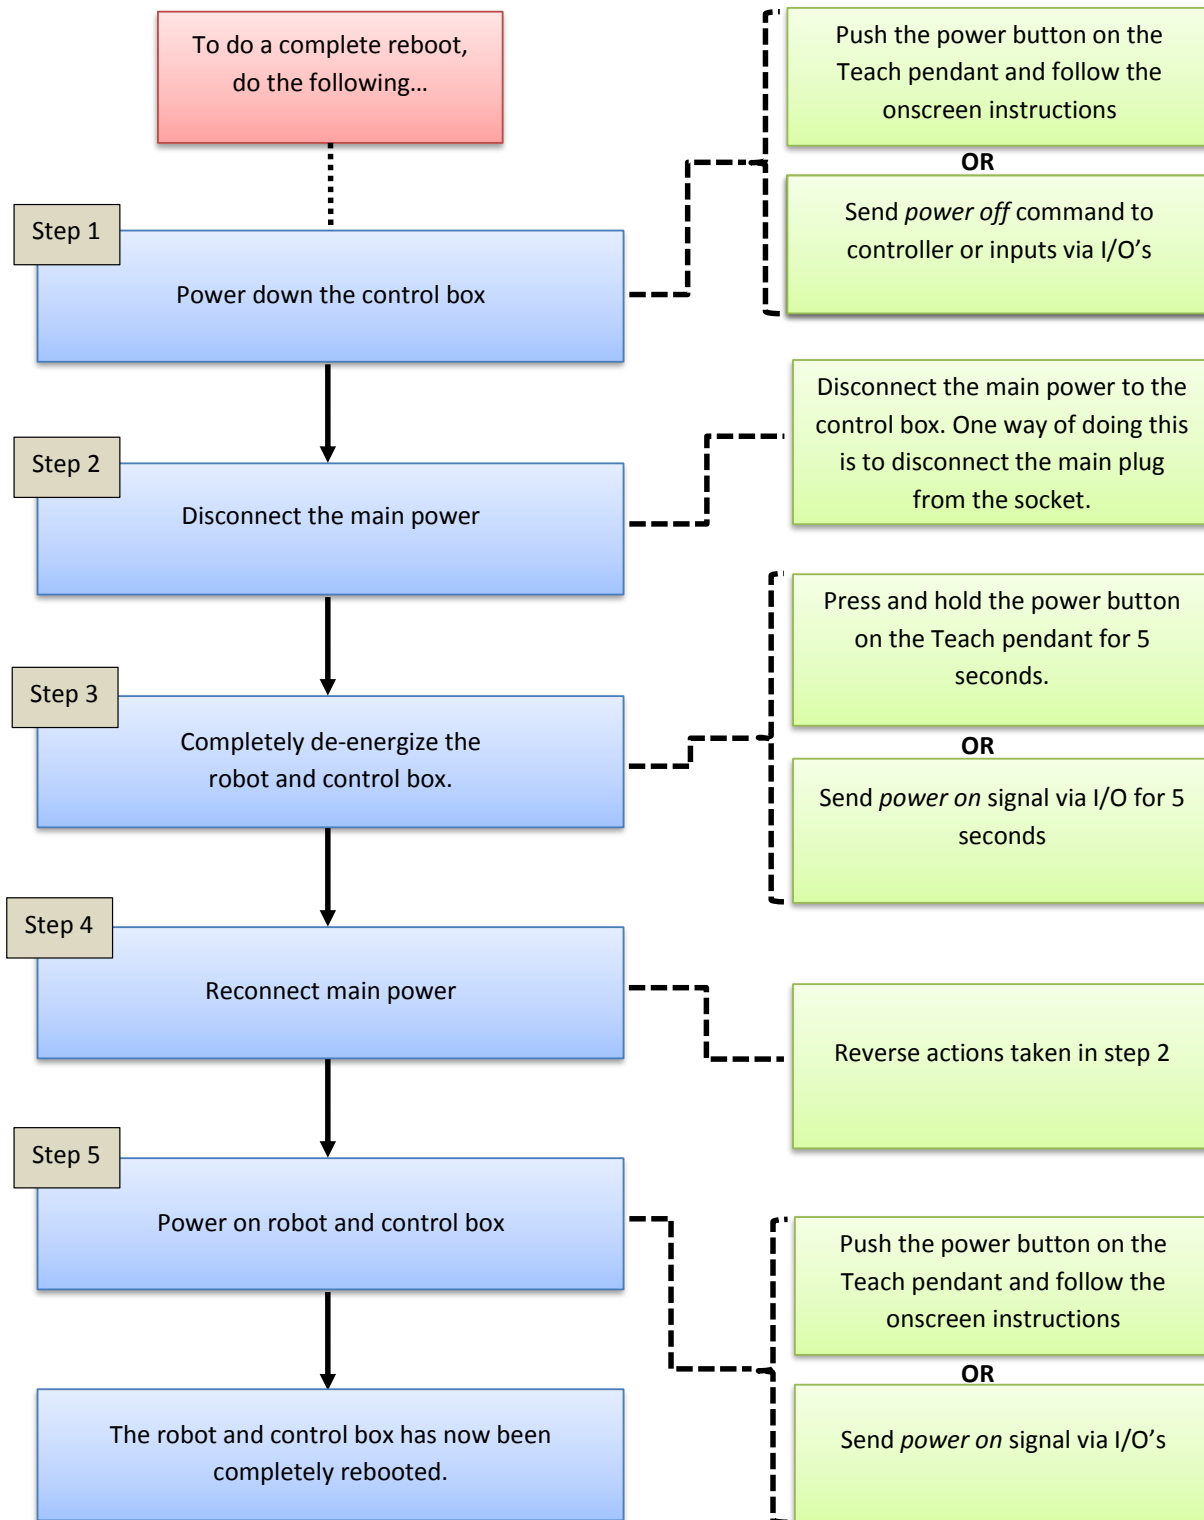 To do a complete reboot,
do the following…
Step 1
Power down the control box
Push the power button on the
Teach pendant and follow the
onscreen instructions
OR
Send power off command to
controller or inputs via I/O’s
Step 2
Disconnect the main power
Disconnect the main power to the
control box. One way of doing this
is to disconnect the main plug
from the socket.
Step 3
Completely de-energize the
robot and control box.
Press and hold the power button
on the Teach pendant for 5
seconds.
OR
Send power on signal via I/O for 5
seconds
Step 4
Reconnect main power
Reverse actions taken in step 2
Step 5
Power on robot and control box
Push the power button on the
Teach pendant and follow the
onscreen instructions
OR
Send power on signal via I/O’s
The robot and control box has now been
completely rebooted.